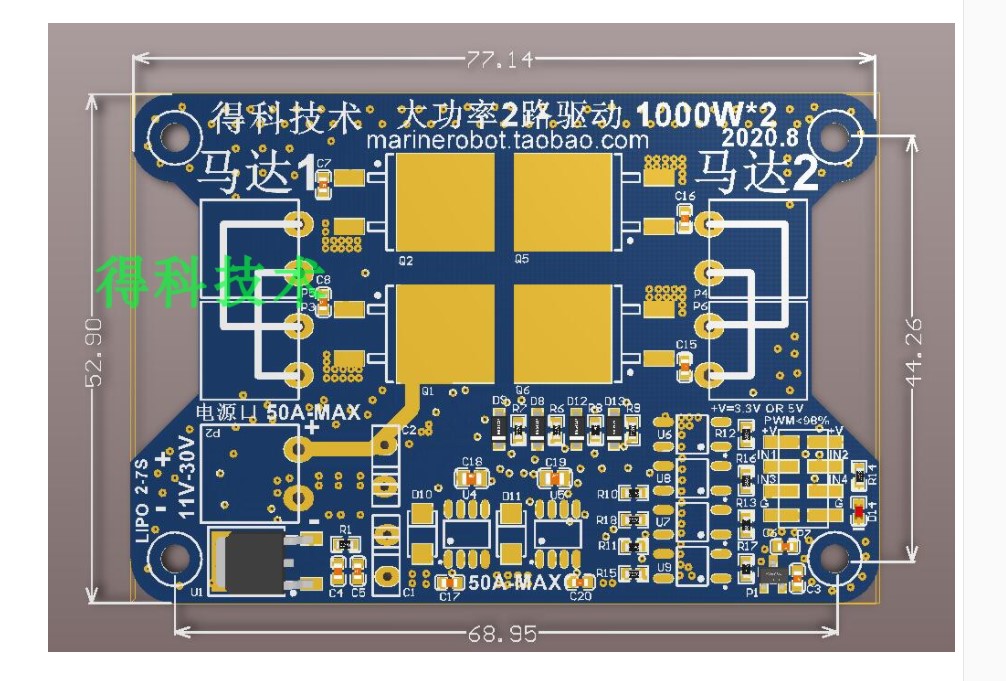 77.14
得科技术 大功率2路驱动 1000W*2
marinerobot.taobao.com 2020.8
马达1 马达2
C7
C16
Q2 Q5
得科技术
C8
P3
P4
P6
52.90
44.26
C15
Q1 Q6
电源口 50A-MAX
+V=3.3V OR 5V
PWM<98%
P2
+
C2
D9 R7 D8 R6 D12 R8 D13 R9
U6 R12 +V +V
LIPO 2-7S
11V-30V
+
-
C18 C19
U8 R16 IN1 IN2
D10 U4 D11 U5
R10
IN3 IN4 R14
R18 U7 R13 G G D14
-
R1
R11 R17 C6 R7
R15 U9
U1 C4 C5 C1 C17 50A-MAX C20 P1 C3
68.95